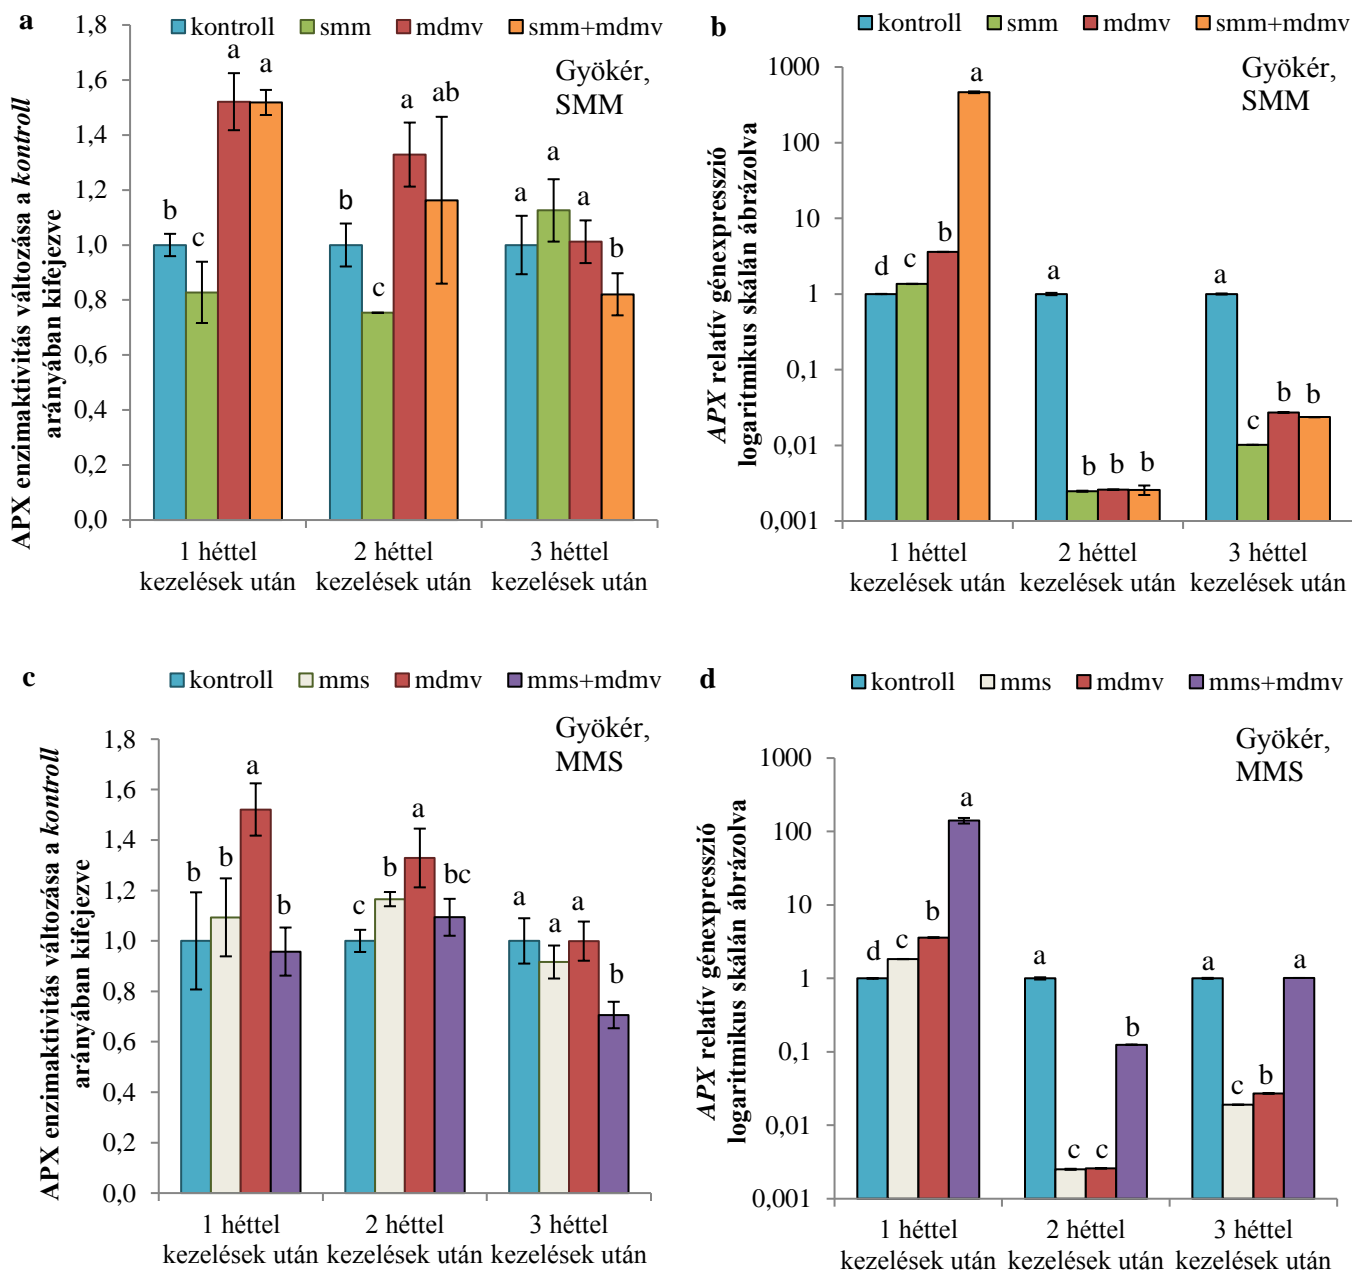 a
kontroll smm mdmv smm+mdmv
Gyökér,
SMM
APX enzimaktivitás változása a kontroll
arányában kifejezve
1,8
1,6
1,4
1,2
1,0
0,8
0,6
0,4
0,2
0,0
b c a a
b c a ab
a a a b
1 héttel
kezelések után
2 héttel
kezelések után
3 héttel
kezelések után
b
kontroll smm mdmv smm+mdmv
Gyökér,
SMM
APX relatív génexpresszió
logaritmikus skálán ábrázolva
1000
100
10
1
0,1
0,01
0,001
d c b a
a b b b
a c b b
1 héttel
kezelések után
2 héttel
kezelések után
3 héttel
kezelések után
c
kontroll mms mdmv mms+mdmv
Gyökér,
MMS
APX enzimaktivitás változása a kontroll
arányában kifejezve
1,8
1,6
1,4
1,2
1,0
0,8
0,6
0,4
0,2
0,0
b b a b
c b a bc
a a a b
1 héttel
kezelések után
2 héttel
kezelések után
3 héttel
kezelések után
d
kontroll mms mdmv mms+mdmv
Gyökér,
MMS
APX relatív génexpresszió
logaritmikus skálán ábrázolva
1000
100
10
1
0,1
0,01
0,001
d c b a
a c c b
a c b a
1 héttel
kezelések után
2 héttel
kezelések után
3 héttel
kezelések után